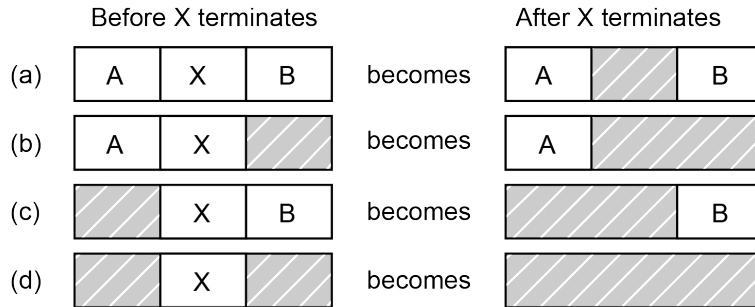 Before X terminates After X terminates
(a) A X B becomes A B
(b) A X becomes A
(c) X B becomes B
(d) X becomes